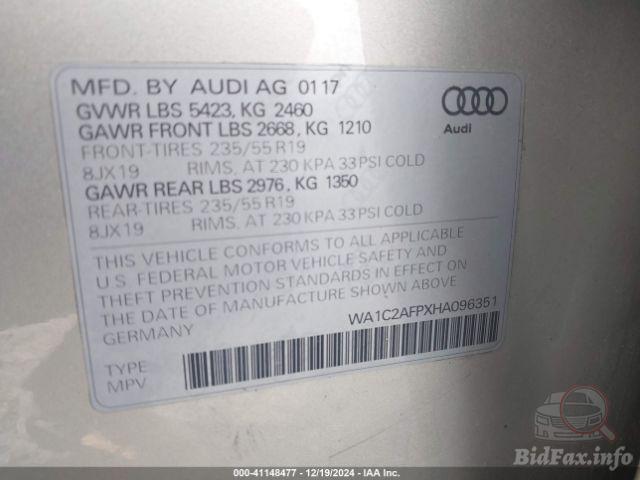 MFD. BY AUDI AG 01 17
GVWR LBS 5423, KG 2460
GAWR FRONT LBS 2668, KG 1210
FRONT-TIRES 235/55 R19
8JX19 RIMS, AT 230 KPA 33 PSI COLD
GAWR REAR LBS 2976, KG 1350
REAR-TIRES 235/55 R19
8JX19 RIMS, AT 230 KPA 33 PSI COLD
Audi
THIS VEHICLE CONFORMS TO ALL APPLICABLE
U.S. FEDERAL MOTOR VEHICLE SAFETY AND
THEFT PREVENTION STANDARDS IN EFFECT ON
THE DATE OF MANUFACTURE SHOWN ABOVE
GERMANY
WA1C2AFPXHA096351
TYPE
MPV
BidFax.info
000-41148477 - 12/19/2024 - IAA Inc.